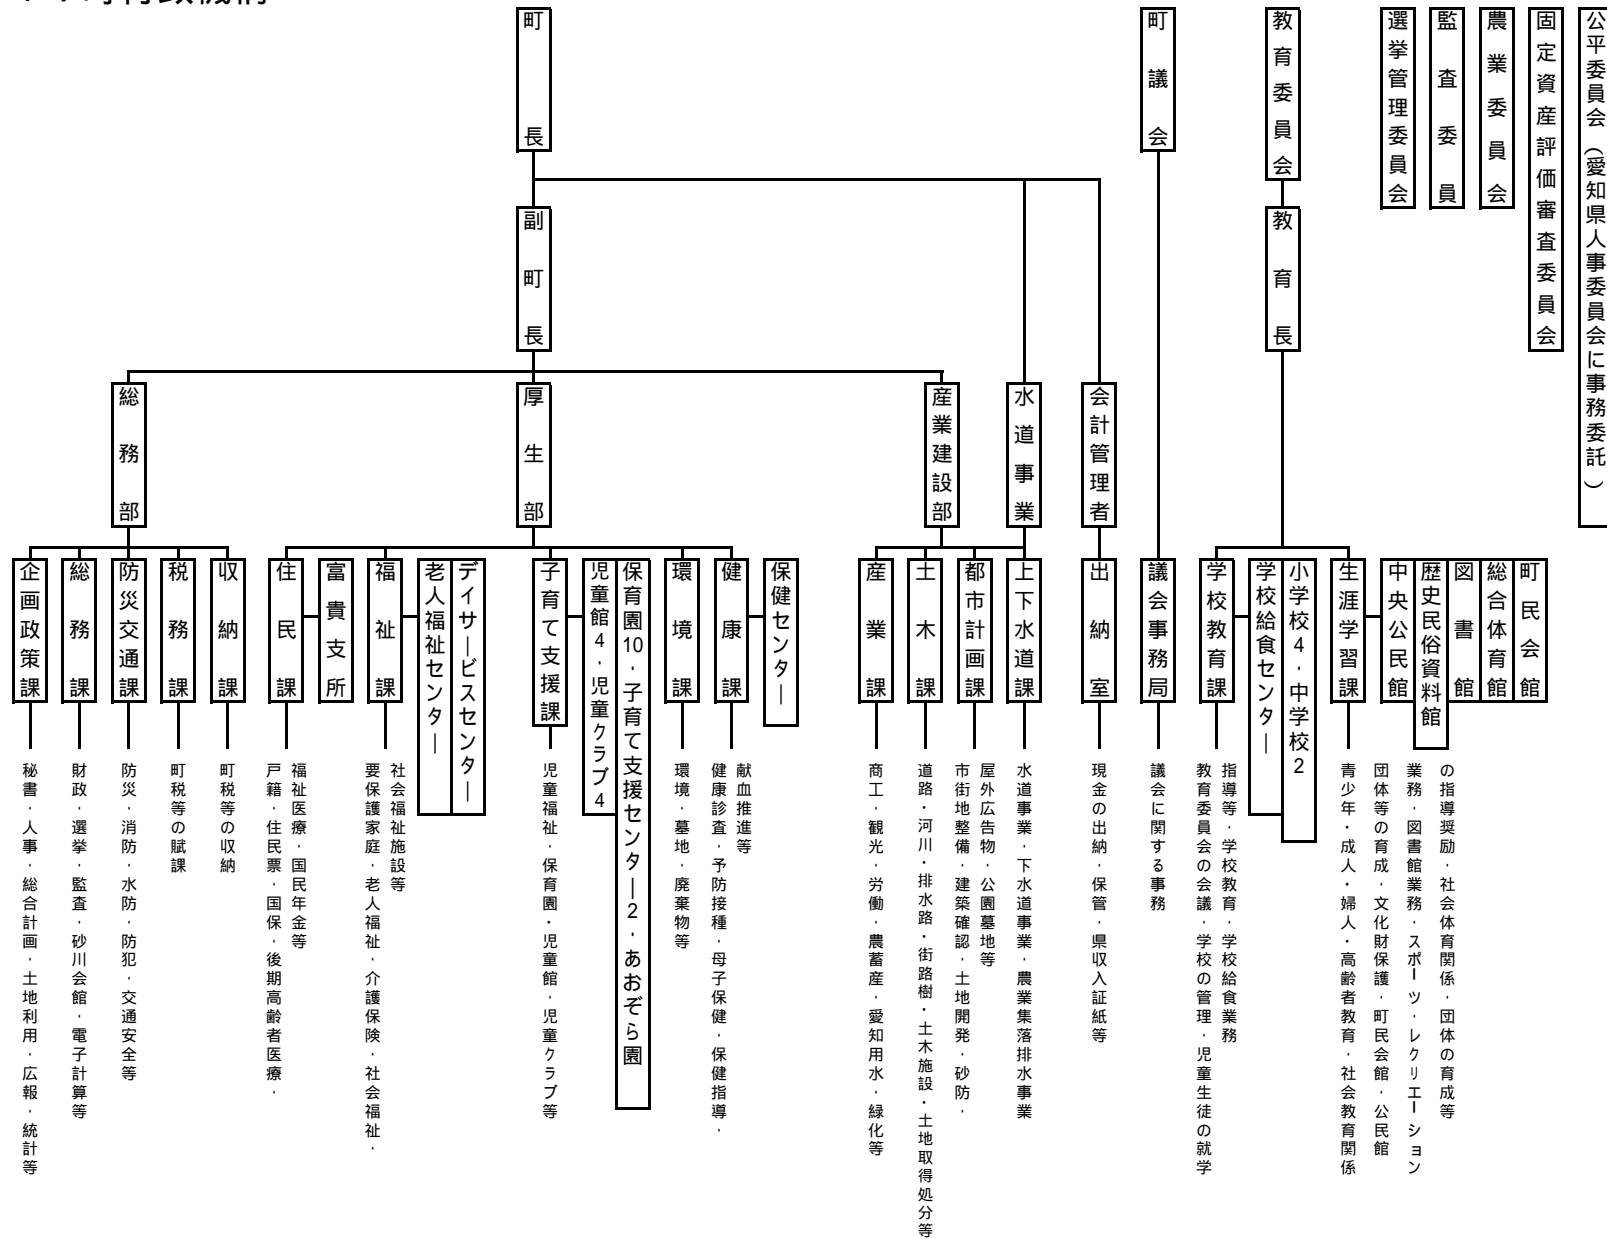 町長
副町長
総務部
企画政策課
秘書・人事・総合計画・土地利用・広報・統計等
総務課
財政・選挙・監査・砂川会館・電子計算等
防災交通課
防災・消防・水防・防犯・交通安全等
税務課
町税等の賦課
収納課
町税等の収納
厚生部
住民課
富貴支所
福祉医療・国民年金等
戸籍・住民票・国保・後期高齢者医療・
福祉課
老人福祉センター
デイサービスセンター
社会福祉施設等
要保護家庭・老人福祉・介護保険・社会福祉・
子育て支援課
児童館4・児童クラブ4
保育園10・子育て支援センター2・あおぞら園
児童福祉・保育園・児童館・児童クラブ等
環境課
環境・墓地・廃棄物等
健康課
保健センター
献血推進等
健康診査・予防接種・母子保健・保健指導・
産業建設部
産業課
商工・観光・労働・農蓄産・愛知用水・緑化等
土木課
道路・河川・排水路・街路樹・土木施設・土地取得処分等
都市計画課
屋外広告物・公園墓地等
市街地整備・建築確認・土地開発・砂防・
水道事業
上下水道課
水道事業・下水道事業・農業集落排水事業
会計管理者
出納室
現金の出納・保管・県収入証紙等
町議会
議会事務局
議会に関する事務
教育委員会
教育長
学校教育課
学校給食センター
小学校4・中学校2
指導等・学校教育・学校給食業務
教育委員会の会議・学校の管理・児童生徒の就学
生涯学習課
中央公民館
歴史民俗資料館
図書館
総合体育館
町民会館
青少年・成人・婦人・高齢者教育・社会教育関係
団体等の育成・文化財保護・町民会館・公民館
業務・図書館業務・スポーツ・レクリエーション
の指導奨励・社会体育関係・団体の育成等
選挙管理委員会
監査委員
農業委員会
固定資産評価審査委員会
公平委員会（愛知県人事委員会に事務委託）